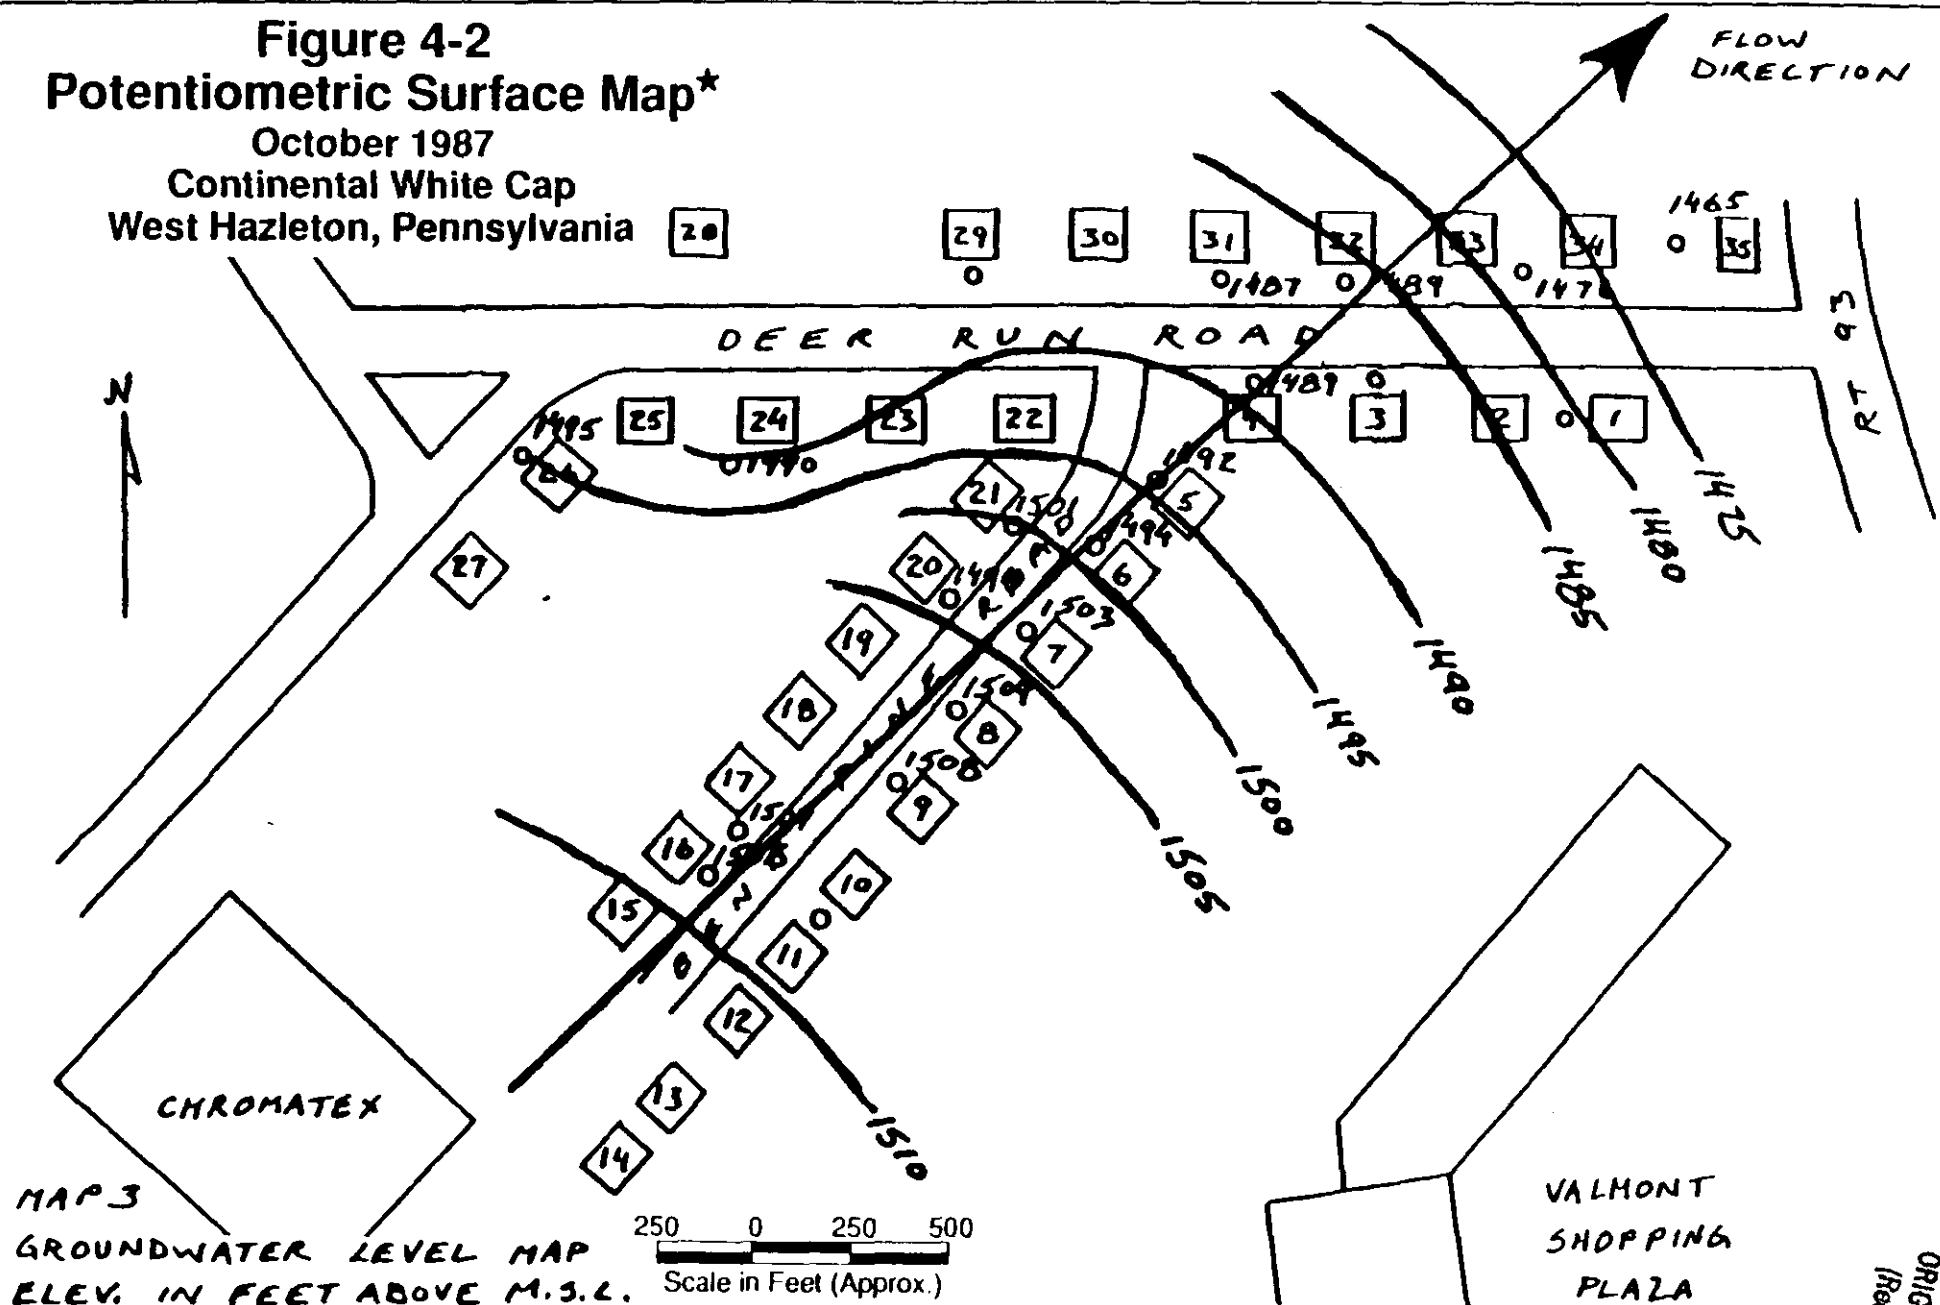 Figure 4-2
Potentiometric Surface Map★
October 1987
Continental White Cap
West Hazleton, Pennsylvania
FLOW
DIRECTION
1465
28
29
30
31
32
33
34
35
1487
1489
DEER RUN ROAD
RT 93
N
1495
25
24
23
22
4
1489
3
2
1
1490
1492
21
1501
5
1494
27
20
6
1503
19
7
18
8
1508
17
9
16
10
15
11
12
13
14
1475
1480
1485
1490
1495
1500
1505
1510
CHROMATEX
MAP 3
GROUNDWATER LEVEL MAP
ELEV. IN FEET ABOVE M.S.L.
250 0 250 500
Scale in Feet (Approx.)
VALMONT
SHOPPING
PLAZA